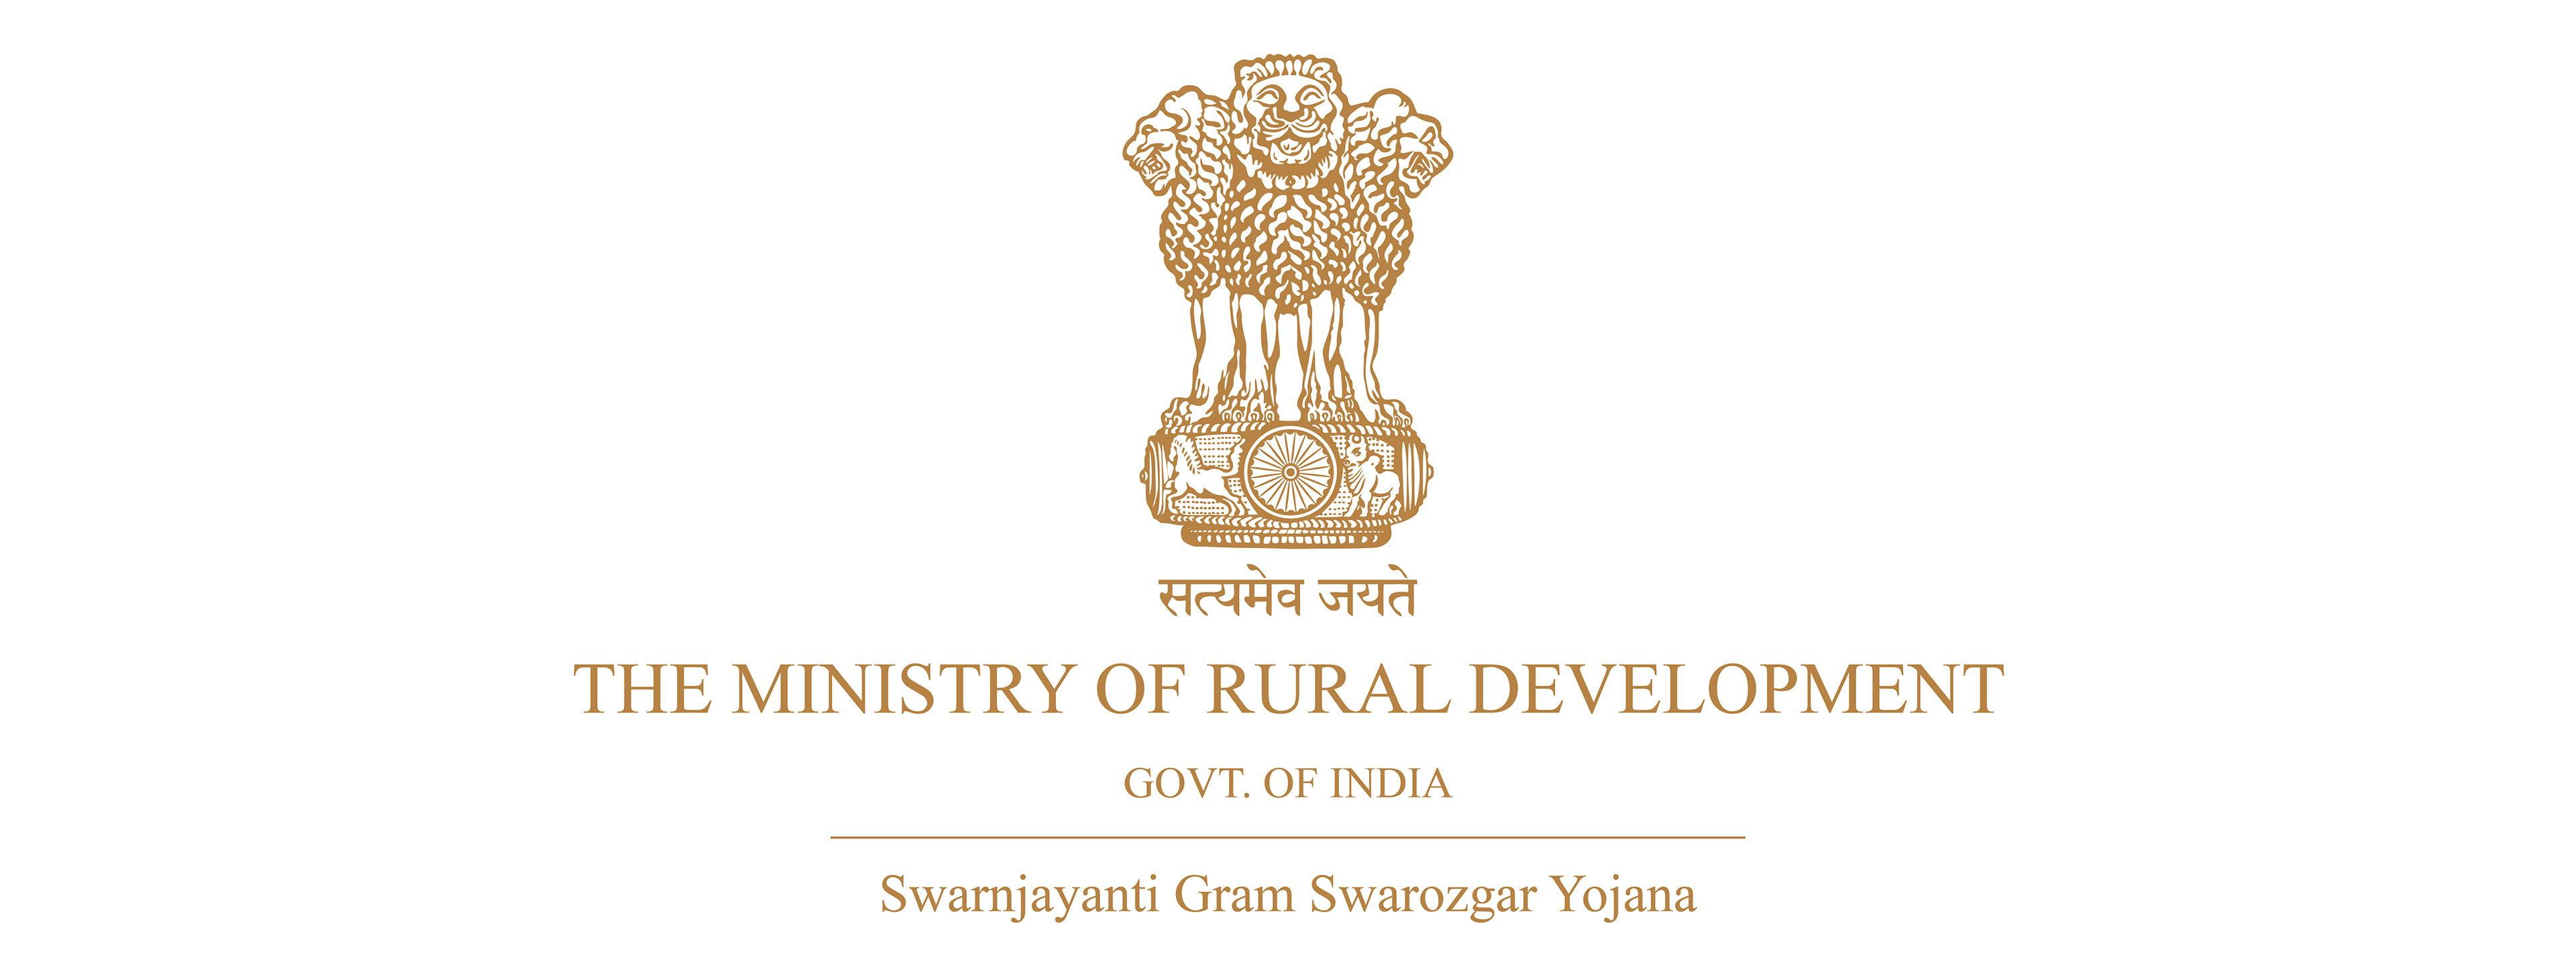 सत्यमेव जयते
THE MINISTRY OF RURAL DEVELOPMENT
GOVT. OF INDIA
Swarnjayanti Gram Swarozgar Yojana